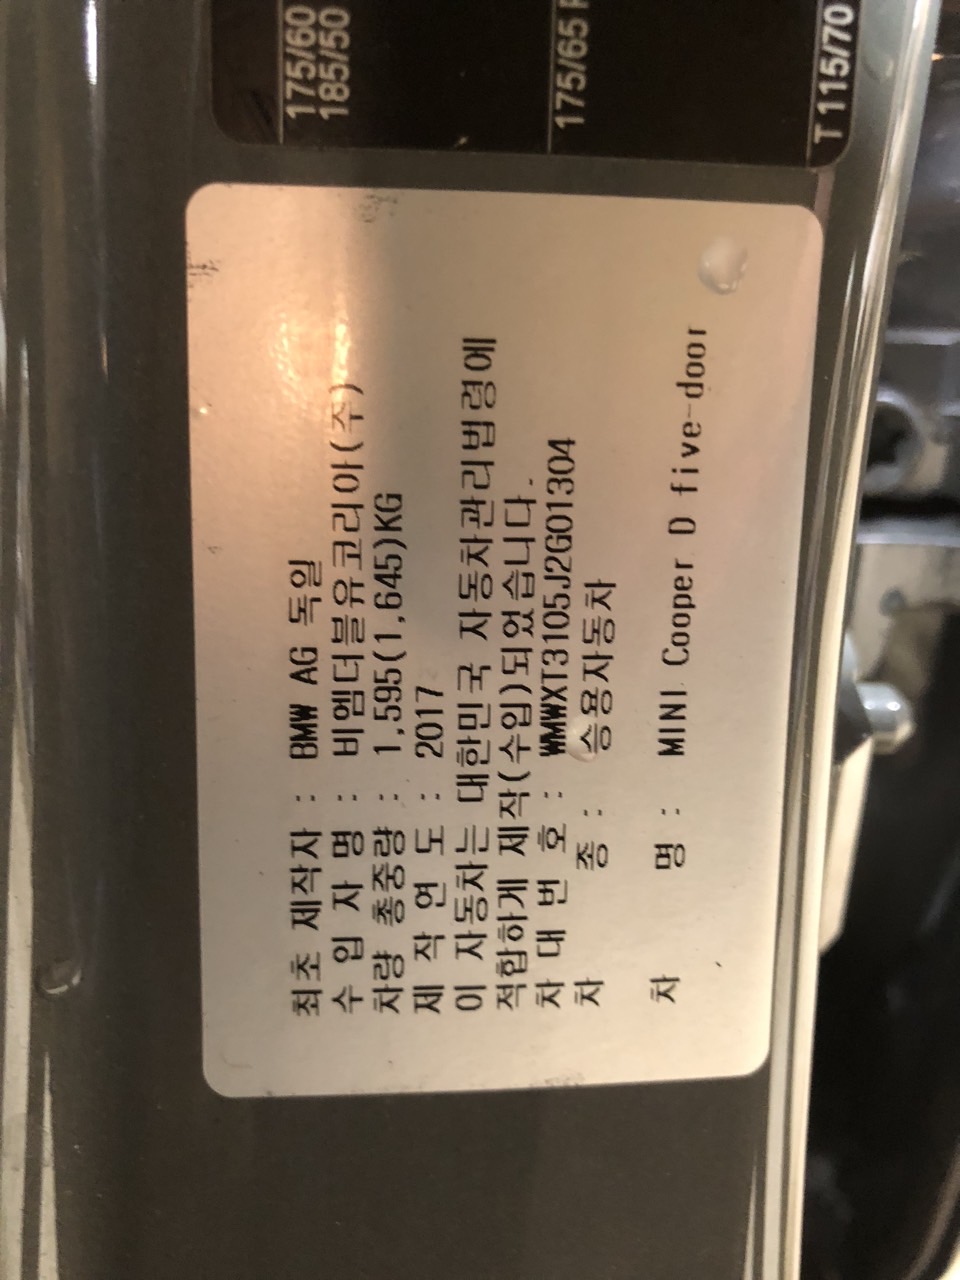 175/60
185/50
175/65 R
T 115/70
최초 제작자 : BMW AG 독일
수 입 자 명 : 비엠더블유코리아(주)
차량 총중량 : 1,595(1,645)KG
제 작 연 도 : 2017
이 자동차는 대한민국 자동차관리법령에
적합하게 제작(수입)되었습니다.
차 대 번 호 : WMWXT3105J2G01304
차 종 : 승용자동차
차 명 : MINI Cooper D five-door